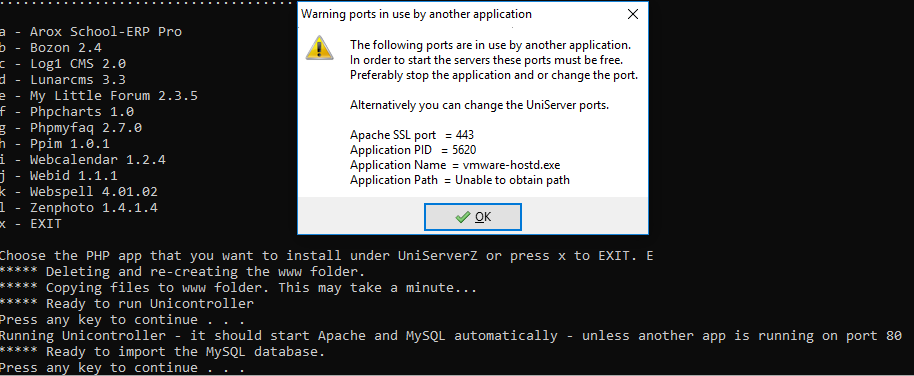 a - Arox School-ERP Pro
b - Bozon 2.4
c - Log1 CMS 2.0
d - Lunarcms 3.3
e - My Little Forum 2.3.5
f - Phpcharts 1.0
g - Phpmyfaq 2.7.0
h - Ppim 1.0.1
i - Webcalendar 1.2.4
j - Webid 1.1.1
k - Webspell 4.01.02
l - Zenphoto 1.4.1.4
x - EXIT
Warning ports in use by another application
The following ports are in use by another application.
In order to start the servers these ports must be free.
Preferably stop the application and or change the port.
Alternatively you can change the UniServer ports.
Apache SSL port = 443
Application PID = 5620
Application Name = vmware-hostd.exe
Application Path = Unable to obtain path
OK
Choose the PHP app that you want to install under UniServerZ or press x to EXIT. E
***** Deleting and re-creating the www folder.
***** Copying files to www folder. This may take a minute...
***** Ready to run Unicontroller
Press any key to continue . . .
Running Unicontroller - it should start Apache and MySQL automatically - unless another app is running on port 80
***** Ready to import the MySQL database.
Press any key to continue . . .